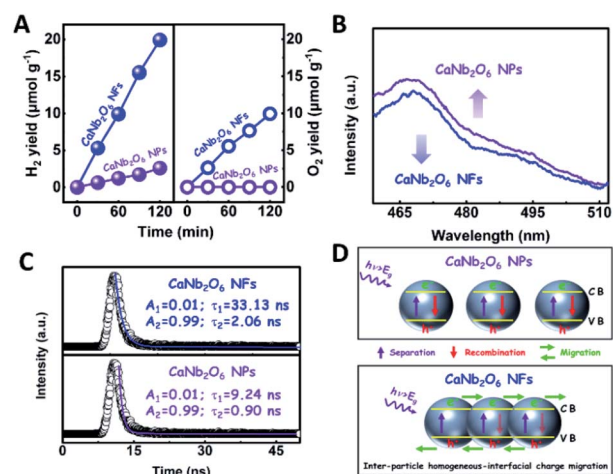 A
H₂ yield (μmol g⁻¹)
20
15
10
5
0
CaNb₂O₆ NFs
CaNb₂O₆ NPs
0 60 120
CaNb₂O₆ NFs
CaNb₂O₆ NPs
0 60 120
20
15
10
5
0
O₂ yield (μmol g⁻¹)
Time (min)
B
Intensity (a.u.)
CaNb₂O₆ NPs
CaNb₂O₆ NFs
465 480 495 510
Wavelength (nm)
C
Intensity (a.u.)
CaNb₂O₆ NFs
A₁=0.01; τ₁=33.13 ns
A₂=0.99; τ₂=2.06 ns
CaNb₂O₆ NPs
A₁=0.01; τ₁=9.24 ns
A₂=0.99; τ₂=0.90 ns
0 15 30 45
Time (ns)
D
CaNb₂O₆ NPs
hν>Eg
e e e
CB
VB
h h h
Separation Recombination Migration
CaNb₂O₆ NFs
hν>Eg
e e e
CB
VB
h h h
Inter-particle homogeneous-interfacial charge migration